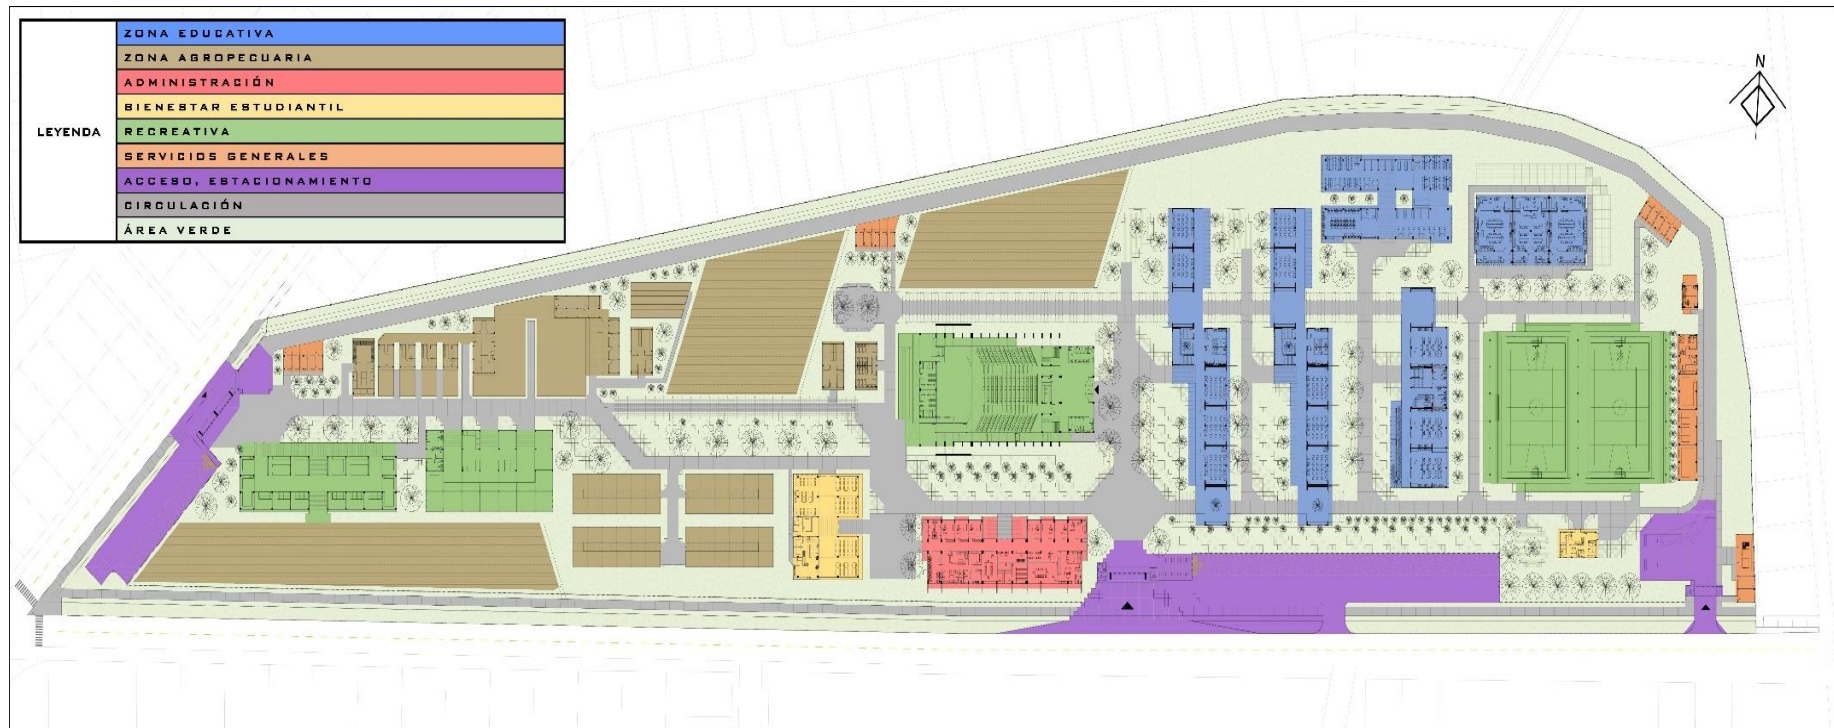 LEYENDA
ZONA EDUCATIVA
ZONA AGROPECUARIA
ADMINISTRACIÓN
BIENESTAR ESTUDIANTIL
RECREATIVA
SERVICIOS GENERALES
ACCESO, ESTACIONAMIENTO
CIRCULACIÓN
ÁREA VERDE
N